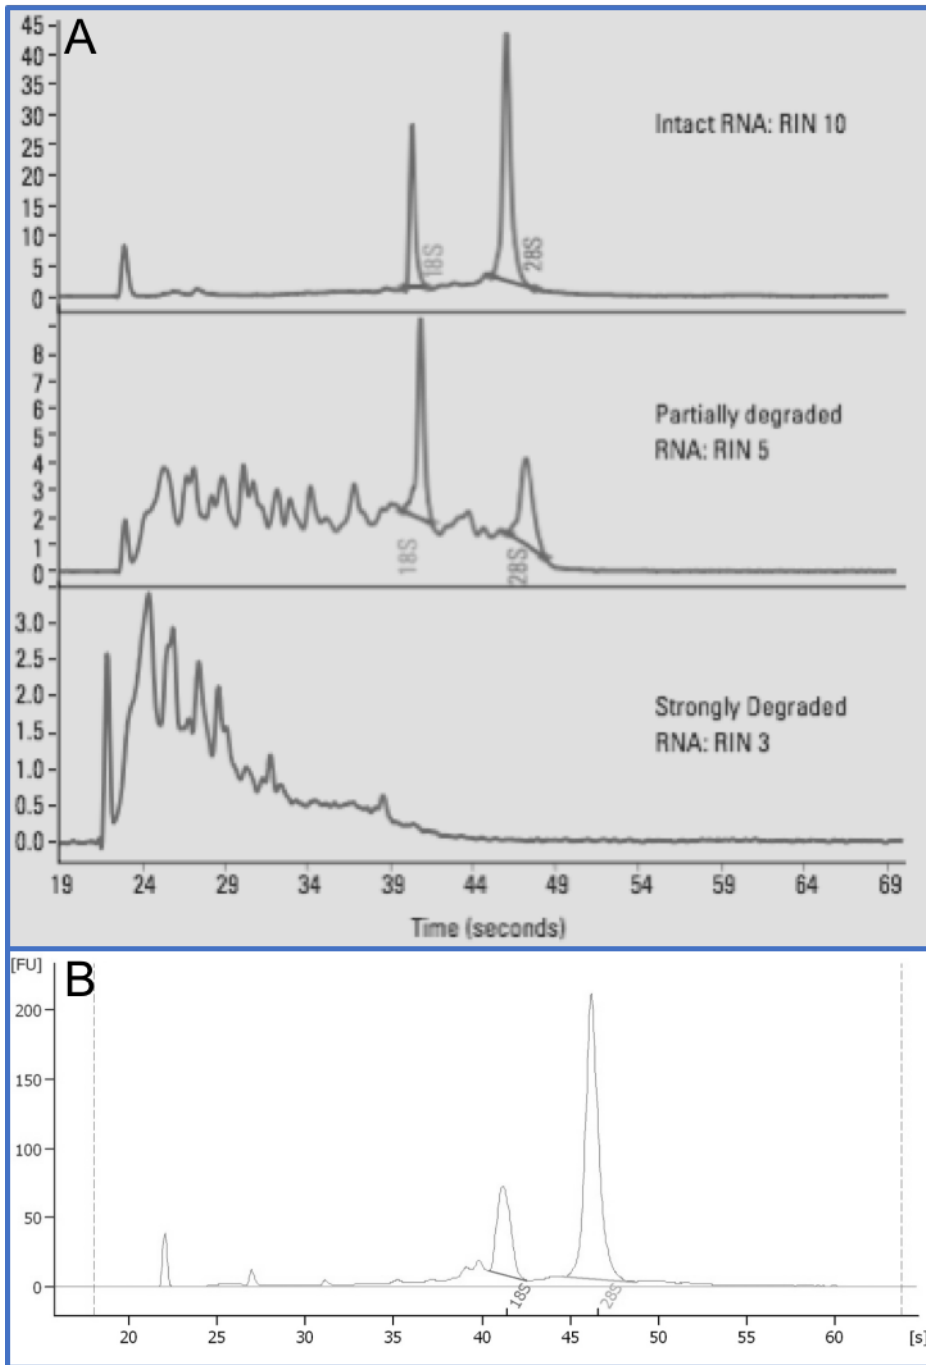 A
45
40
35
30
25
20
15
10
5
0
18S
28S
Intact RNA: RIN 10
8
7
6
5
4
3
2
1
0
18S
28S
Partially degraded
RNA: RIN 5
3.0
2.5
2.0
1.5
1.0
0.5
0.0
Strongly Degraded
RNA: RIN 3
19 24 29 34 39 44 49 54 59 64 69
Time (seconds)
[FU]
B
200
150
100
50
0
18S
28S
20 25 30 35 40 45 50 55 60 [s]